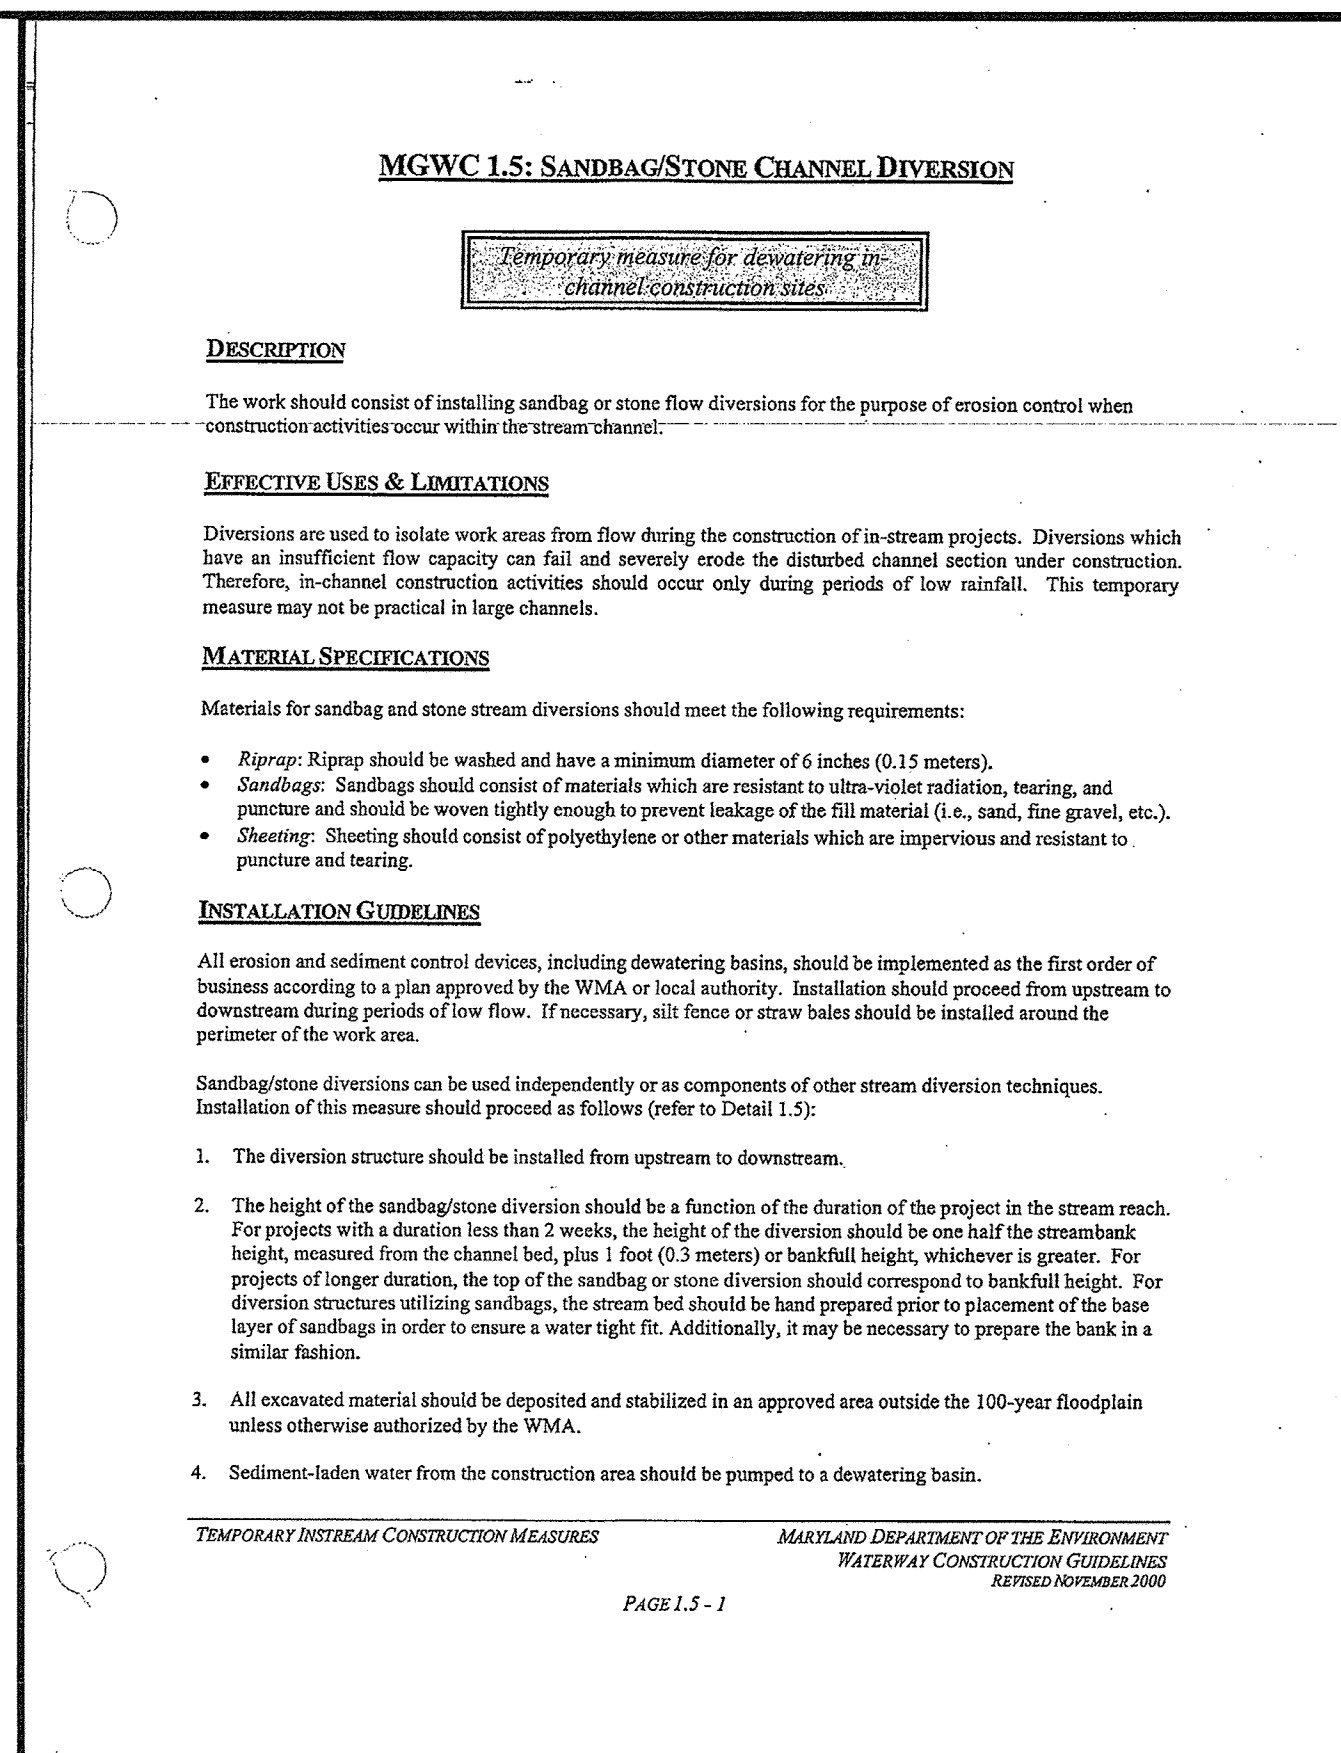 MGWC 1.5: SANDBAG/STONE CHANNEL DIVERSION
Temporary measure for dewatering in-
channel construction sites
DESCRIPTION
The work should consist of installing sandbag or stone flow diversions for the purpose of erosion control when
construction activities occur within the stream channel.
EFFECTIVE USES & LIMITATIONS
Diversions are used to isolate work areas from flow during the construction of in-stream projects. Diversions which
have an insufficient flow capacity can fail and severely erode the disturbed channel section under construction.
Therefore, in-channel construction activities should occur only during periods of low rainfall. This temporary
measure may not be practical in large channels.
MATERIAL SPECIFICATIONS
Materials for sandbag and stone stream diversions should meet the following requirements:
• Riprap: Riprap should be washed and have a minimum diameter of 6 inches (0.15 meters).
• Sandbags: Sandbags should consist of materials which are resistant to ultra-violet radiation, tearing, and
puncture and should be woven tightly enough to prevent leakage of the fill material (i.e., sand, fine gravel, etc.).
• Sheeting: Sheeting should consist of polyethylene or other materials which are impervious and resistant to
puncture and tearing.
INSTALLATION GUIDELINES
All erosion and sediment control devices, including dewatering basins, should be implemented as the first order of
business according to a plan approved by the WMA or local authority. Installation should proceed from upstream to
downstream during periods of low flow. If necessary, silt fence or straw bales should be installed around the
perimeter of the work area.
Sandbag/stone diversions can be used independently or as components of other stream diversion techniques.
Installation of this measure should proceed as follows (refer to Detail 1.5):
1. The diversion structure should be installed from upstream to downstream.
2. The height of the sandbag/stone diversion should be a function of the duration of the project in the stream reach.
For projects with a duration less than 2 weeks, the height of the diversion should be one half the streambank
height, measured from the channel bed, plus 1 foot (0.3 meters) or bankfull height, whichever is greater. For
projects of longer duration, the top of the sandbag or stone diversion should correspond to bankfull height. For
diversion structures utilizing sandbags, the stream bed should be hand prepared prior to placement of the base
layer of sandbags in order to ensure a water tight fit. Additionally, it may be necessary to prepare the bank in a
similar fashion.
3. All excavated material should be deposited and stabilized in an approved area outside the 100-year floodplain
unless otherwise authorized by the WMA.
4. Sediment-laden water from the construction area should be pumped to a dewatering basin.
TEMPORARY INSTREAM CONSTRUCTION MEASURES
MARYLAND DEPARTMENT OF THE ENVIRONMENT
WATERWAY CONSTRUCTION GUIDELINES
REVISED NOVEMBER 2000
PAGE 1.5 - 1